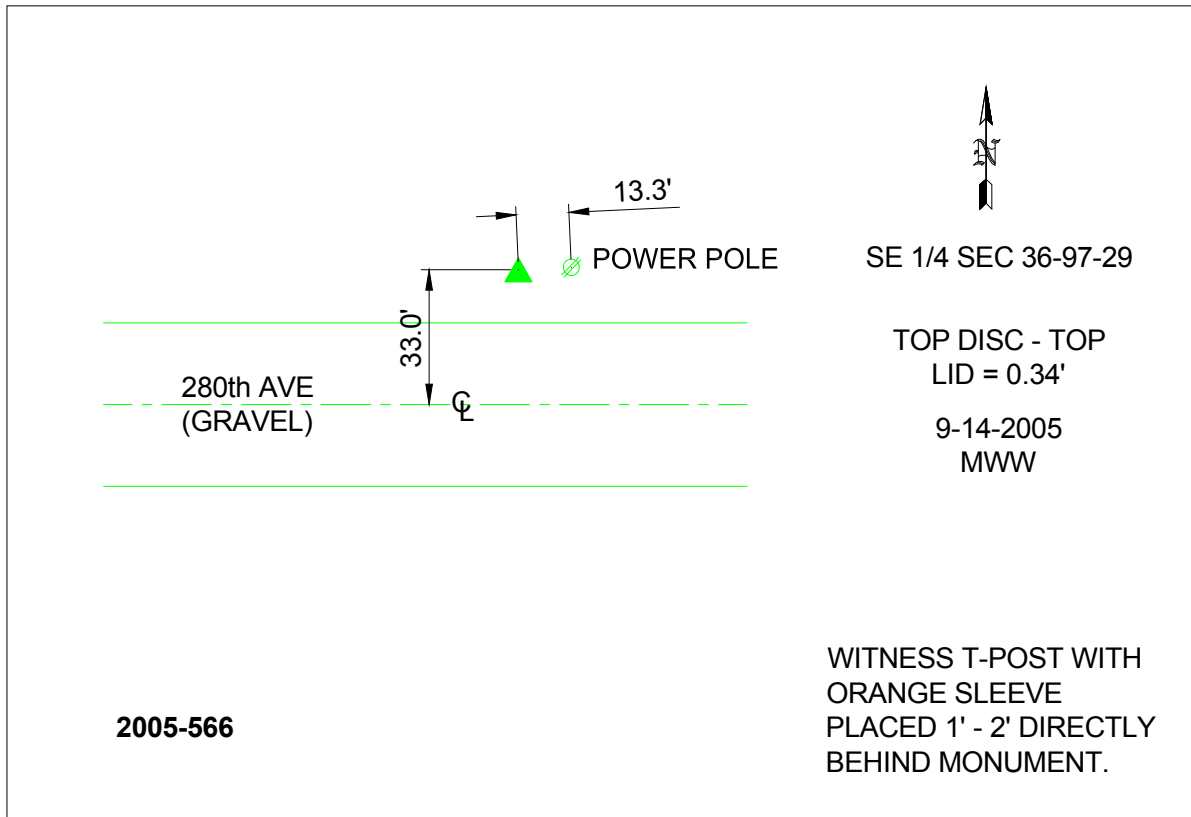 13.3'
N
POWER POLE
SE 1/4 SEC 36-97-29
33.0'
TOP DISC - TOP
LID = 0.34'
280th AVE
(GRAVEL)
℄
9-14-2005
MWW
2005-566
WITNESS T-POST WITH
ORANGE SLEEVE
PLACED 1' - 2' DIRECTLY
BEHIND MONUMENT.